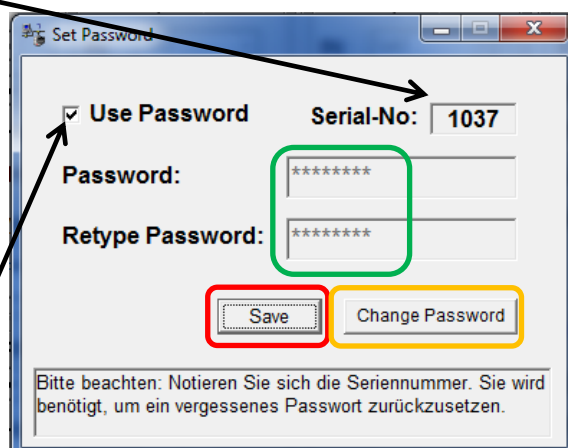 Set Password
Use Password Serial-No: 1037
Password: ********
Retype Password: ********
Save Change Password
Bitte beachten: Notieren Sie sich die Seriennummer. Sie wird
benötigt, um ein vergessenes Passwort zurückzusetzen.